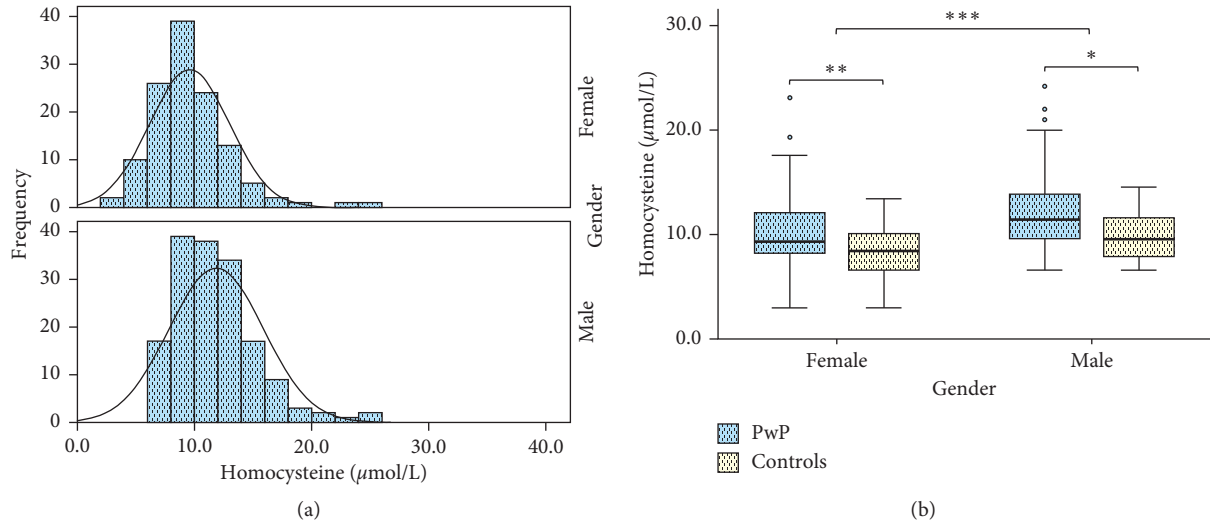 40
30
20
10
0
Female
40
30
20
10
0
Male
0.0 10.0 20.0 30.0 40.0
Homocysteine (μmol/L)
Frequency
Gender
(a)
30.0
20.0
10.0
0.0
Homocysteine (μmol/L)
***
**
*
Female Male
Gender
PwP
Controls
(b)